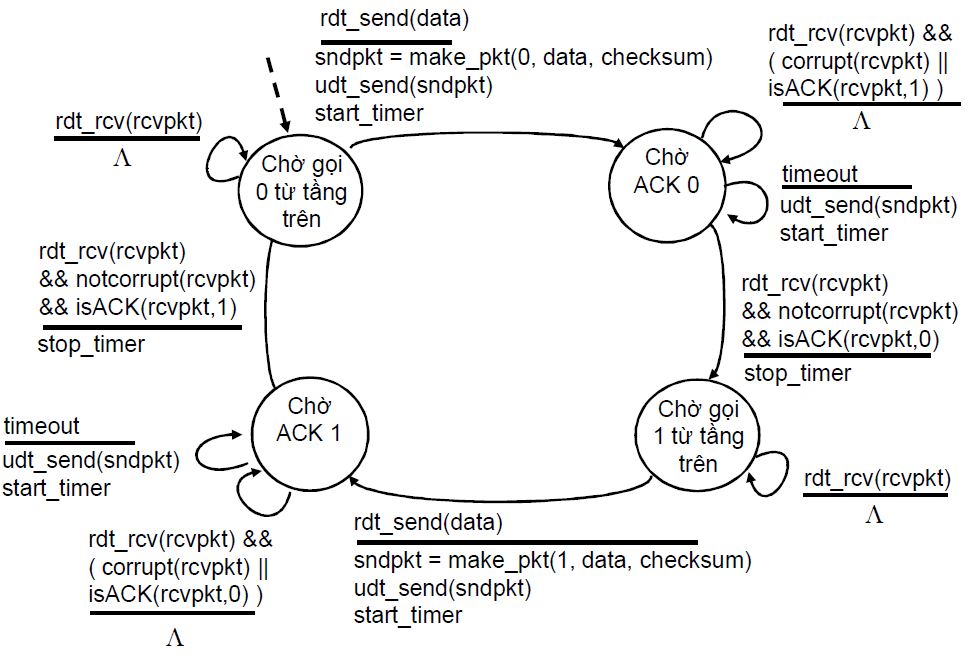 rdt_send(data)
sndpkt = make_pkt(0, data, checksum)
udt_send(sndpkt)
start_timer
rdt_rcv(rcvpkt) &&
( corrupt(rcvpkt) ||
isACK(rcvpkt,1) )
Λ
rdt_rcv(rcvpkt)
Λ
Chờ gọi
0 từ tầng
trên
Chờ
ACK 0
timeout
udt_send(sndpkt)
start_timer
rdt_rcv(rcvpkt)
&& notcorrupt(rcvpkt)
&& isACK(rcvpkt,1)
stop_timer
rdt_rcv(rcvpkt)
&& notcorrupt(rcvpkt)
&& isACK(rcvpkt,0)
stop_timer
Chờ
ACK 1
Chờ gọi
1 từ tầng
trên
timeout
udt_send(sndpkt)
start_timer
rdt_rcv(rcvpkt)
Λ
rdt_rcv(rcvpkt) &&
( corrupt(rcvpkt) ||
isACK(rcvpkt,0) )
Λ
rdt_send(data)
sndpkt = make_pkt(1, data, checksum)
udt_send(sndpkt)
start_timer